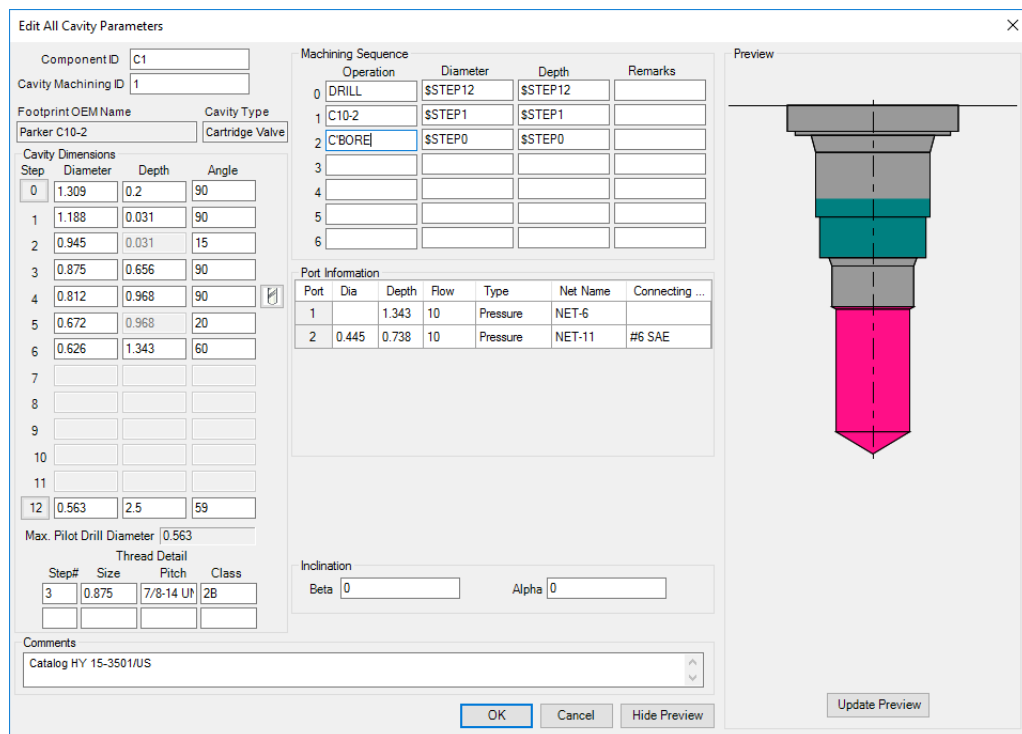 Edit All Cavity Parameters
Component ID C1
Cavity Machining ID 1
Footprint OEM Name Cavity Type
Parker C10-2 Cartridge Valve
Cavity Dimensions
Step Diameter Depth Angle
0 1.309 0.2 90
1 1.188 0.031 90
2 0.945 0.031 15
3 0.875 0.656 90
4 0.812 0.968 90
5 0.672 0.968 20
6 0.626 1.343 60
7
8
9
10
11
12 0.563 2.5 59
Max. Pilot Drill Diameter 0.563
Thread Detail
Step# Size Pitch Class
3 0.875 7/8-14 UN 2B
Machining Sequence
Operation Diameter Depth Remarks
0 DRILL $STEP12 $STEP12
1 C10-2 $STEP1 $STEP1
2 C'BORE $STEP0 $STEP0
3
4
5
6
Port Information
Port Dia Depth Flow Type Net Name Connecting ...
1 1.343 10 Pressure NET-6
2 0.445 0.738 10 Pressure NET-11 #6 SAE
Inclination
Beta 0 Alpha 0
Preview
Update Preview
Comments
Catalog HY 15-3501/US
OK Cancel Hide Preview